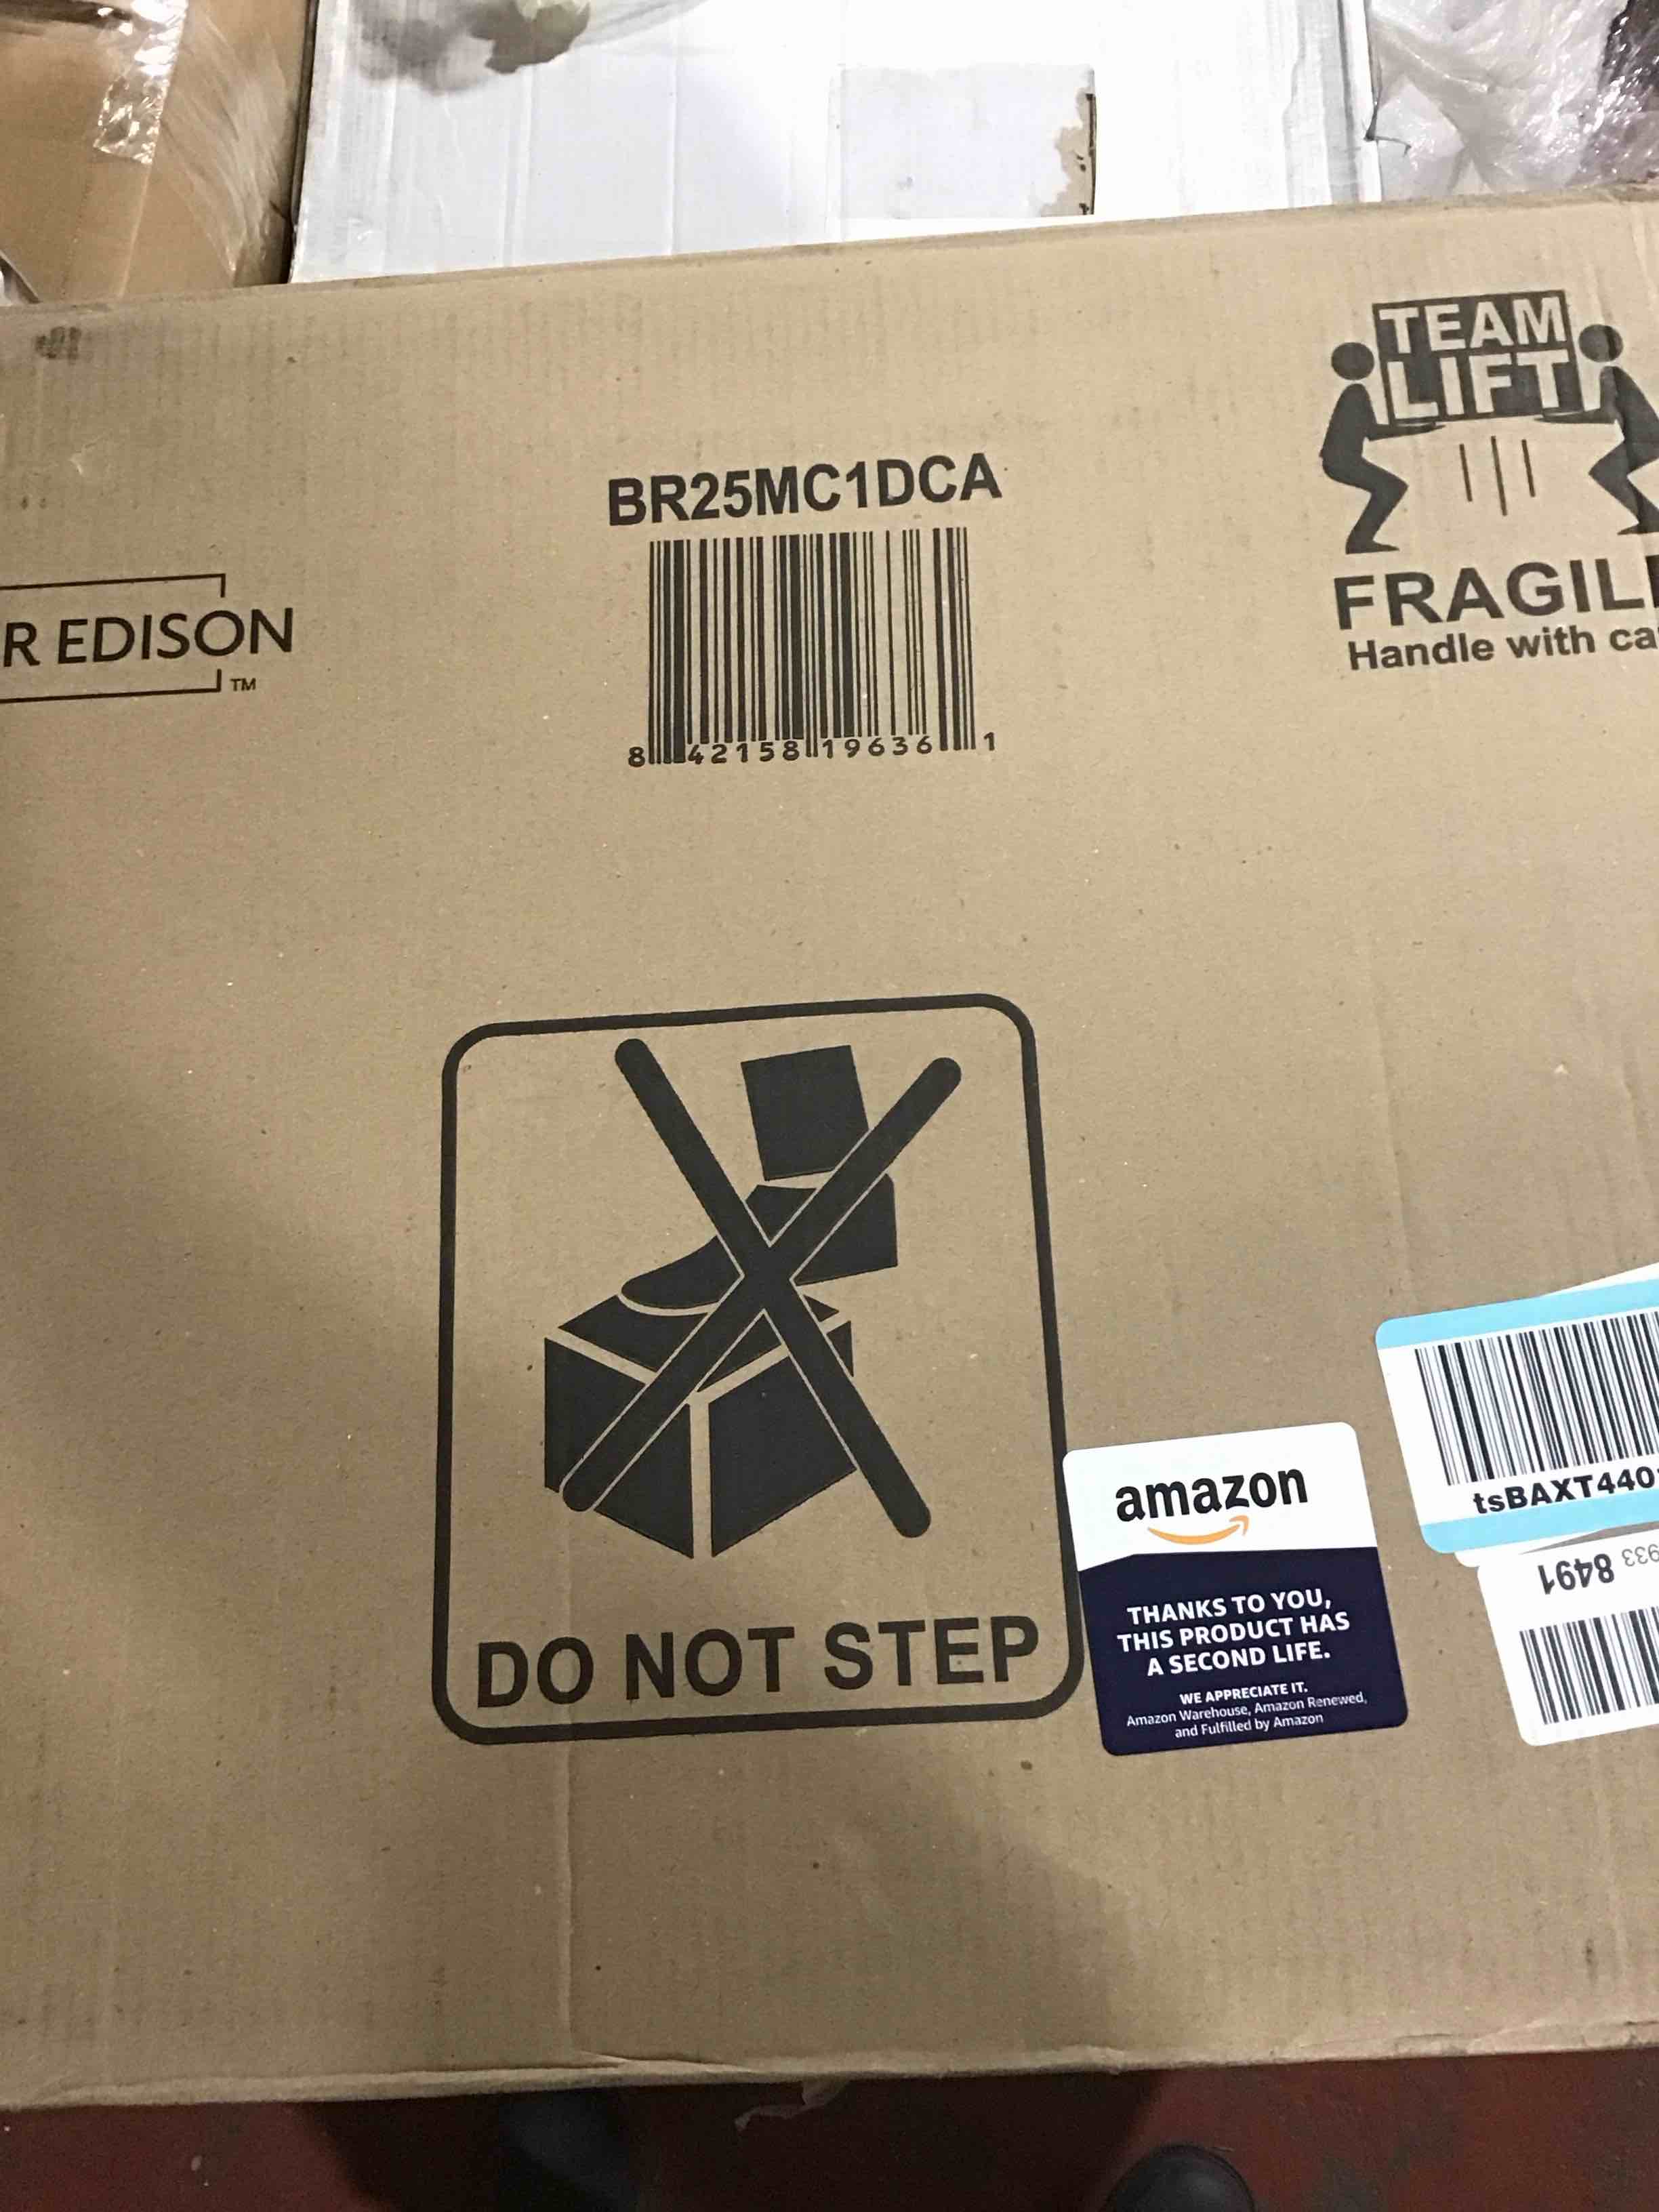 TEAM
LIFT
BR25MC1DCA
R EDISON
TM
8 42158 19636 1
FRAGIL
Handle with ca
DO NOT STEP
amazon
THANKS TO YOU,
THIS PRODUCT HAS
A SECOND LIFE.
WE APPRECIATE IT.
Amazon Warehouse, Amazon Renewed,
and Fulfilled by Amazon
tsBAXT440
933 8491